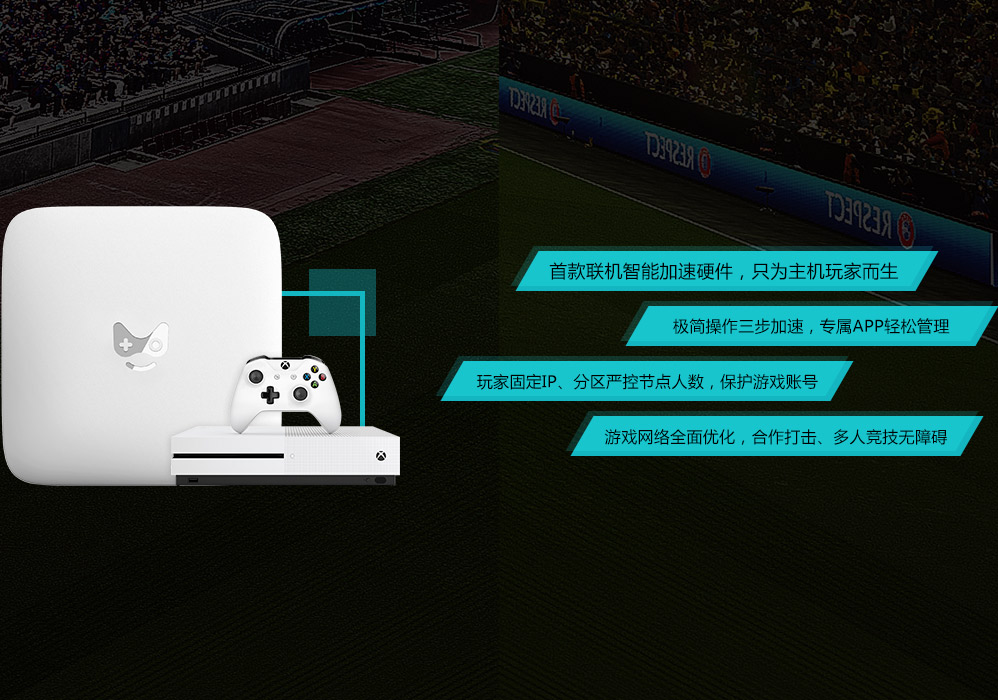 RESPECT
RESPECT
RESPECT
首款联机智能加速硬件，只为主机玩家而生
极简操作三步加速，专属APP轻松管理
玩家固定IP、分区严控节点人数，保护游戏账号
游戏网络全面优化，合作打击、多人竞技无障碍